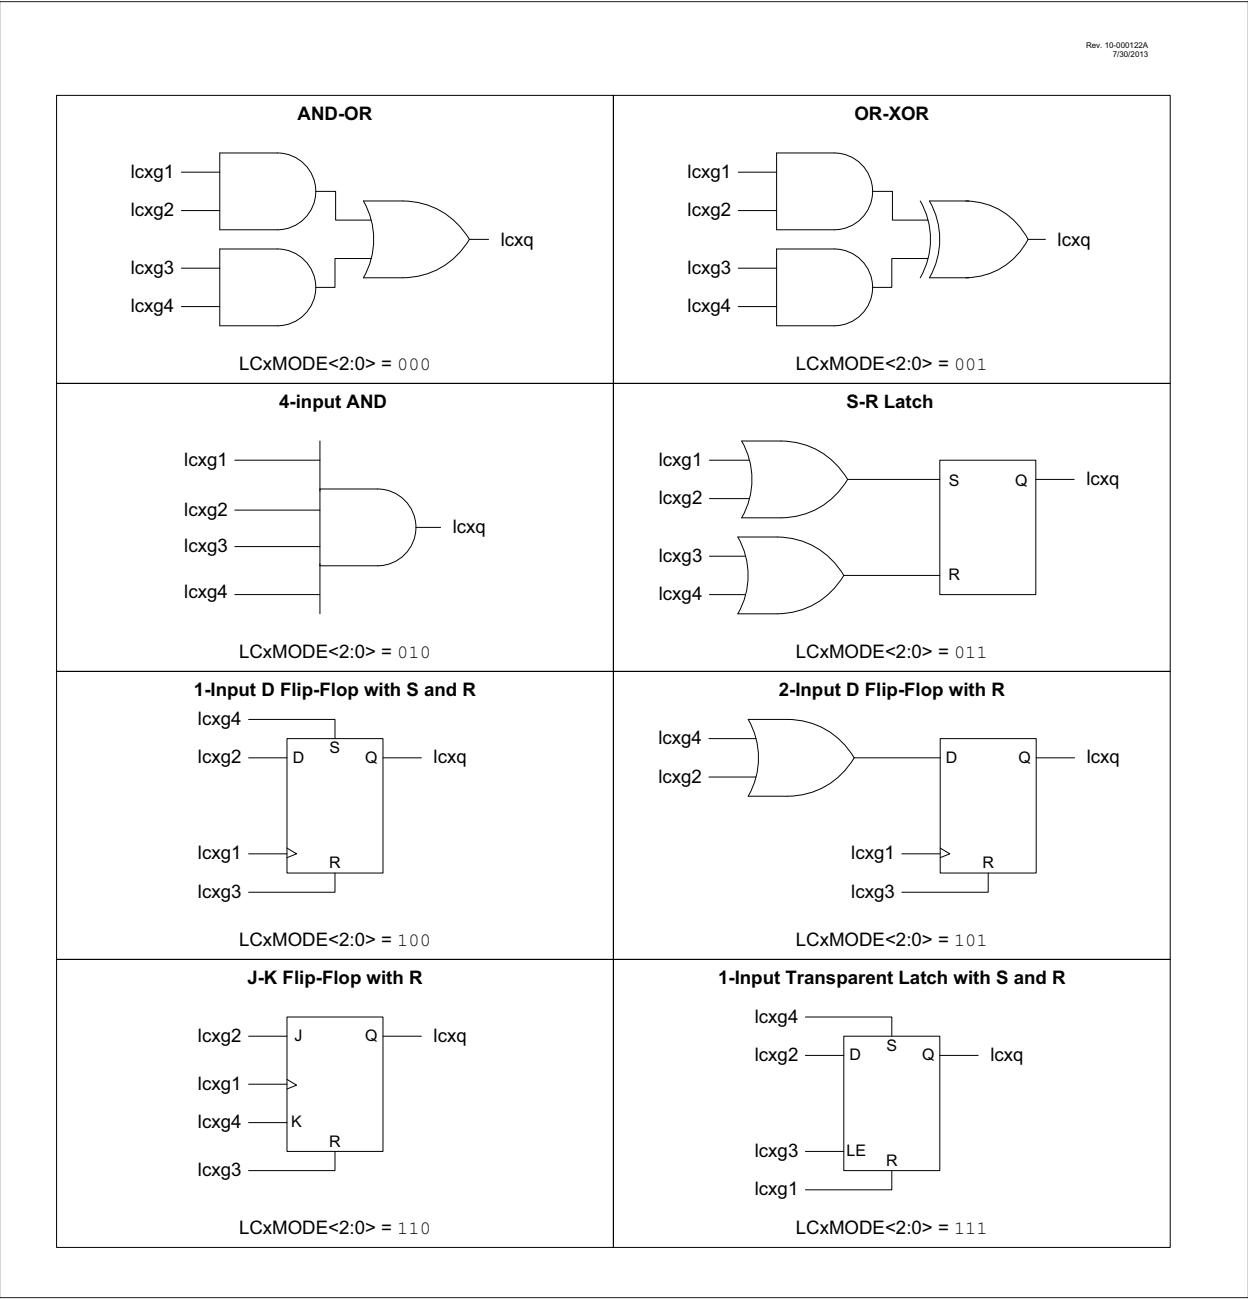 Rev. 10-000122A
7/30/2013
AND-OR
lcxg1
lcxg2
lcxg3
lcxg4
lcxq
LCxMODE<2:0> = 000
OR-XOR
lcxg1
lcxg2
lcxg3
lcxg4
lcxq
LCxMODE<2:0> = 001
4-input AND
lcxg1
lcxg2
lcxg3
lcxg4
lcxq
LCxMODE<2:0> = 010
S-R Latch
lcxg1
lcxg2
lcxg3
lcxg4
S Q lcxq
R
LCxMODE<2:0> = 011
1-Input D Flip-Flop with S and R
lcxg4
S
lcxg2 D Q lcxq
lcxg1
R
lcxg3
LCxMODE<2:0> = 100
2-Input D Flip-Flop with R
lcxg4
lcxg2
D Q lcxq
lcxg1
R
lcxg3
LCxMODE<2:0> = 101
J-K Flip-Flop with R
lcxg2 J Q lcxq
lcxg1
lcxg4 K
R
lcxg3
LCxMODE<2:0> = 110
1-Input Transparent Latch with S and R
lcxg4
S
lcxg2 D Q lcxq
lcxg3 LE
R
lcxg1
LCxMODE<2:0> = 111